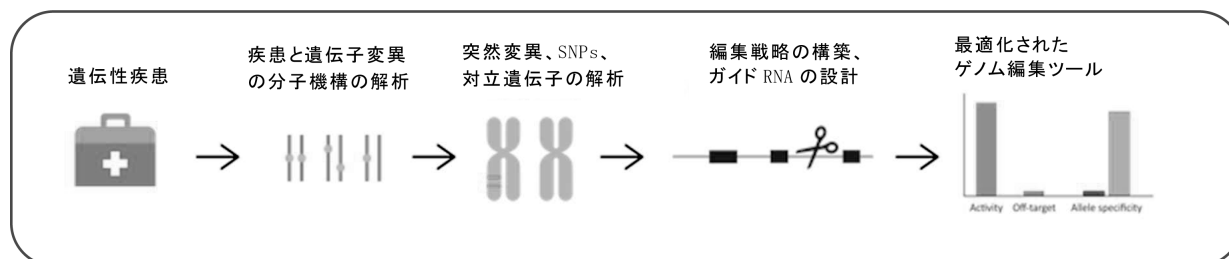 遺伝性疾患
疾患と遺伝子変異
の分子機構の解析
突然変異、SNPs、
対立遺伝子の解析
編集戦略の構築、
ガイド RNA の設計
最適化された
ゲノム編集ツール
Activity Off-target Allele specificity